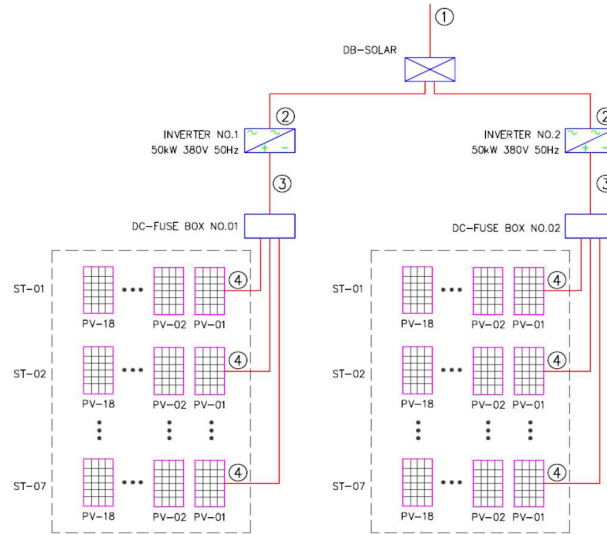 ①
DB-SOLAR
② ②
INVERTER NO.1 INVERTER NO.2
50kW 380V 50Hz 50kW 380V 50Hz
③ ③
DC-FUSE BOX NO.01 DC-FUSE BOX NO.02
④ ④
ST-01 ST-01
PV-18 PV-02 PV-01 PV-18 PV-02 PV-01
④ ④
ST-02 ST-02
PV-18 PV-02 PV-01 PV-18 PV-02 PV-01
④ ④
ST-07 ST-07
PV-18 PV-02 PV-01 PV-18 PV-02 PV-01